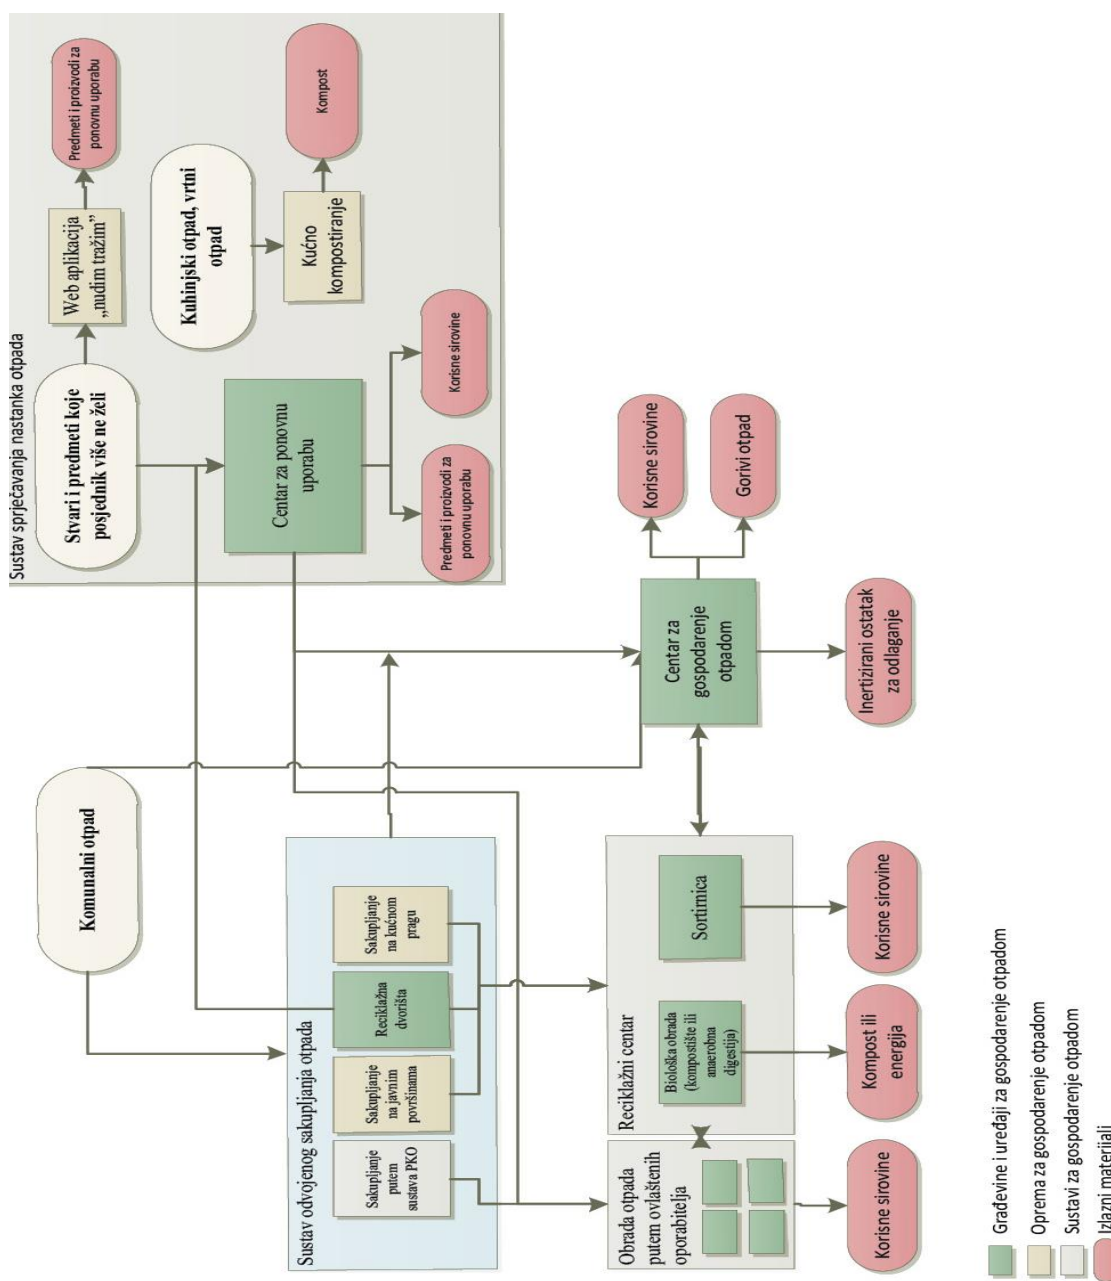 Sustav sprječavanja nastanka otpada
Komunalni otpad
Stvari i predmeti koje
posjednik više ne želi
Web aplikacija
„nudim tražim”
Predmeti i proizvodi za
ponovnu uporabu
Kuhinjski otpad, vrtni
otpad
Kućno
kompostiranje
Kompost
Centar za ponovnu
uporabu
Predmeti i proizvodi za
ponovnu uporabu
Korisne sirovine
Sustav odvojenog sakupljanja otpada
Sakupljanje
putem
sustava PKO
Sakupljanje
na javnim
površinama
Reciklažna
dvorišta
Sakupljanje
na kućnom
pragu
Obrada otpada
putem ovlaštenih
oporabitelja
Reciklažni centar
Biološka obrada
(kompostište ili
anaerobna
digestija)
Sortirnica
Centar za
gospodarenje
otpadom
Korisne sirovine
Gorivi otpad
Inertizirani ostatak
za odlaganje
Korisne sirovine
Kompost ili
energija
Korisne sirovine
Građevine i uređaji za gospodarenje otpadom
Oprema za gospodarenje otpadom
Sustavi za gospodarenje otpadom
Izlazni materijali